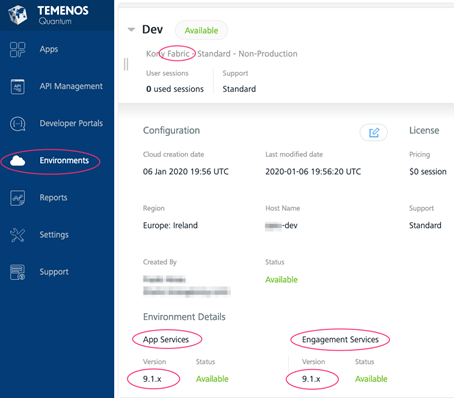 TEMENOS
Quantum
Apps
API Management
Developer Portals
Environments
Reports
Settings
Support
Dev
Available
Kony Fabric - Standard - Non-Production
User sessions
Support
0 used sessions
Standard
Configuration
License
Cloud creation date
Last modified date
Pricing
06 Jan 2020 19:56 UTC
2020-01-06 19:56:20 UTC
$0 session
Region
Host Name
Support
Europe: Ireland
-dev
Standard
Created By
Status
Available
Environment Details
App Services
Engagement Services
Version
Status
Version
Status
9.1.x
Available
9.1.x
Available